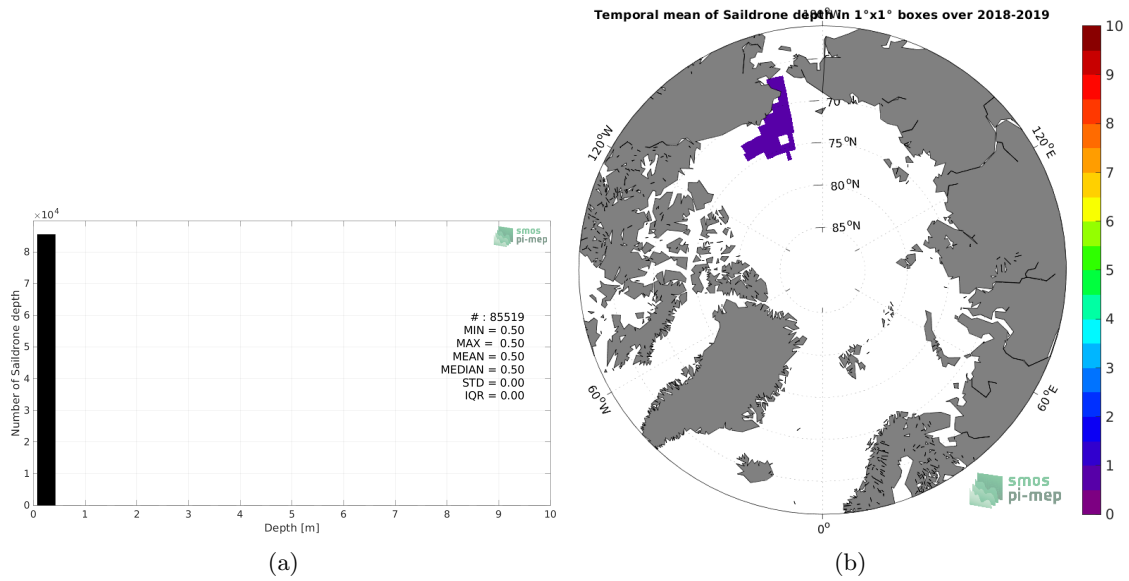 ×10⁴
8
7
6
5
4
3
2
1
0
Number of Saildrone depth
0 1 2 3 4 5 6 7 8 9 10
Depth [m]
smos
pi-mep
# : 85519
MIN = 0.50
MAX = 0.50
MEAN = 0.50
MEDIAN = 0.50
STD = 0.00
IQR = 0.00
(a)
Temporal mean of Saildrone depth in 1°x1° boxes over 2018-2019
180°W
120°W
120°E
70°N
75°N
80°N
85°N
60°W
60°E
0°
smos
pi-mep
10
9
8
7
6
5
4
3
2
1
0
(b)